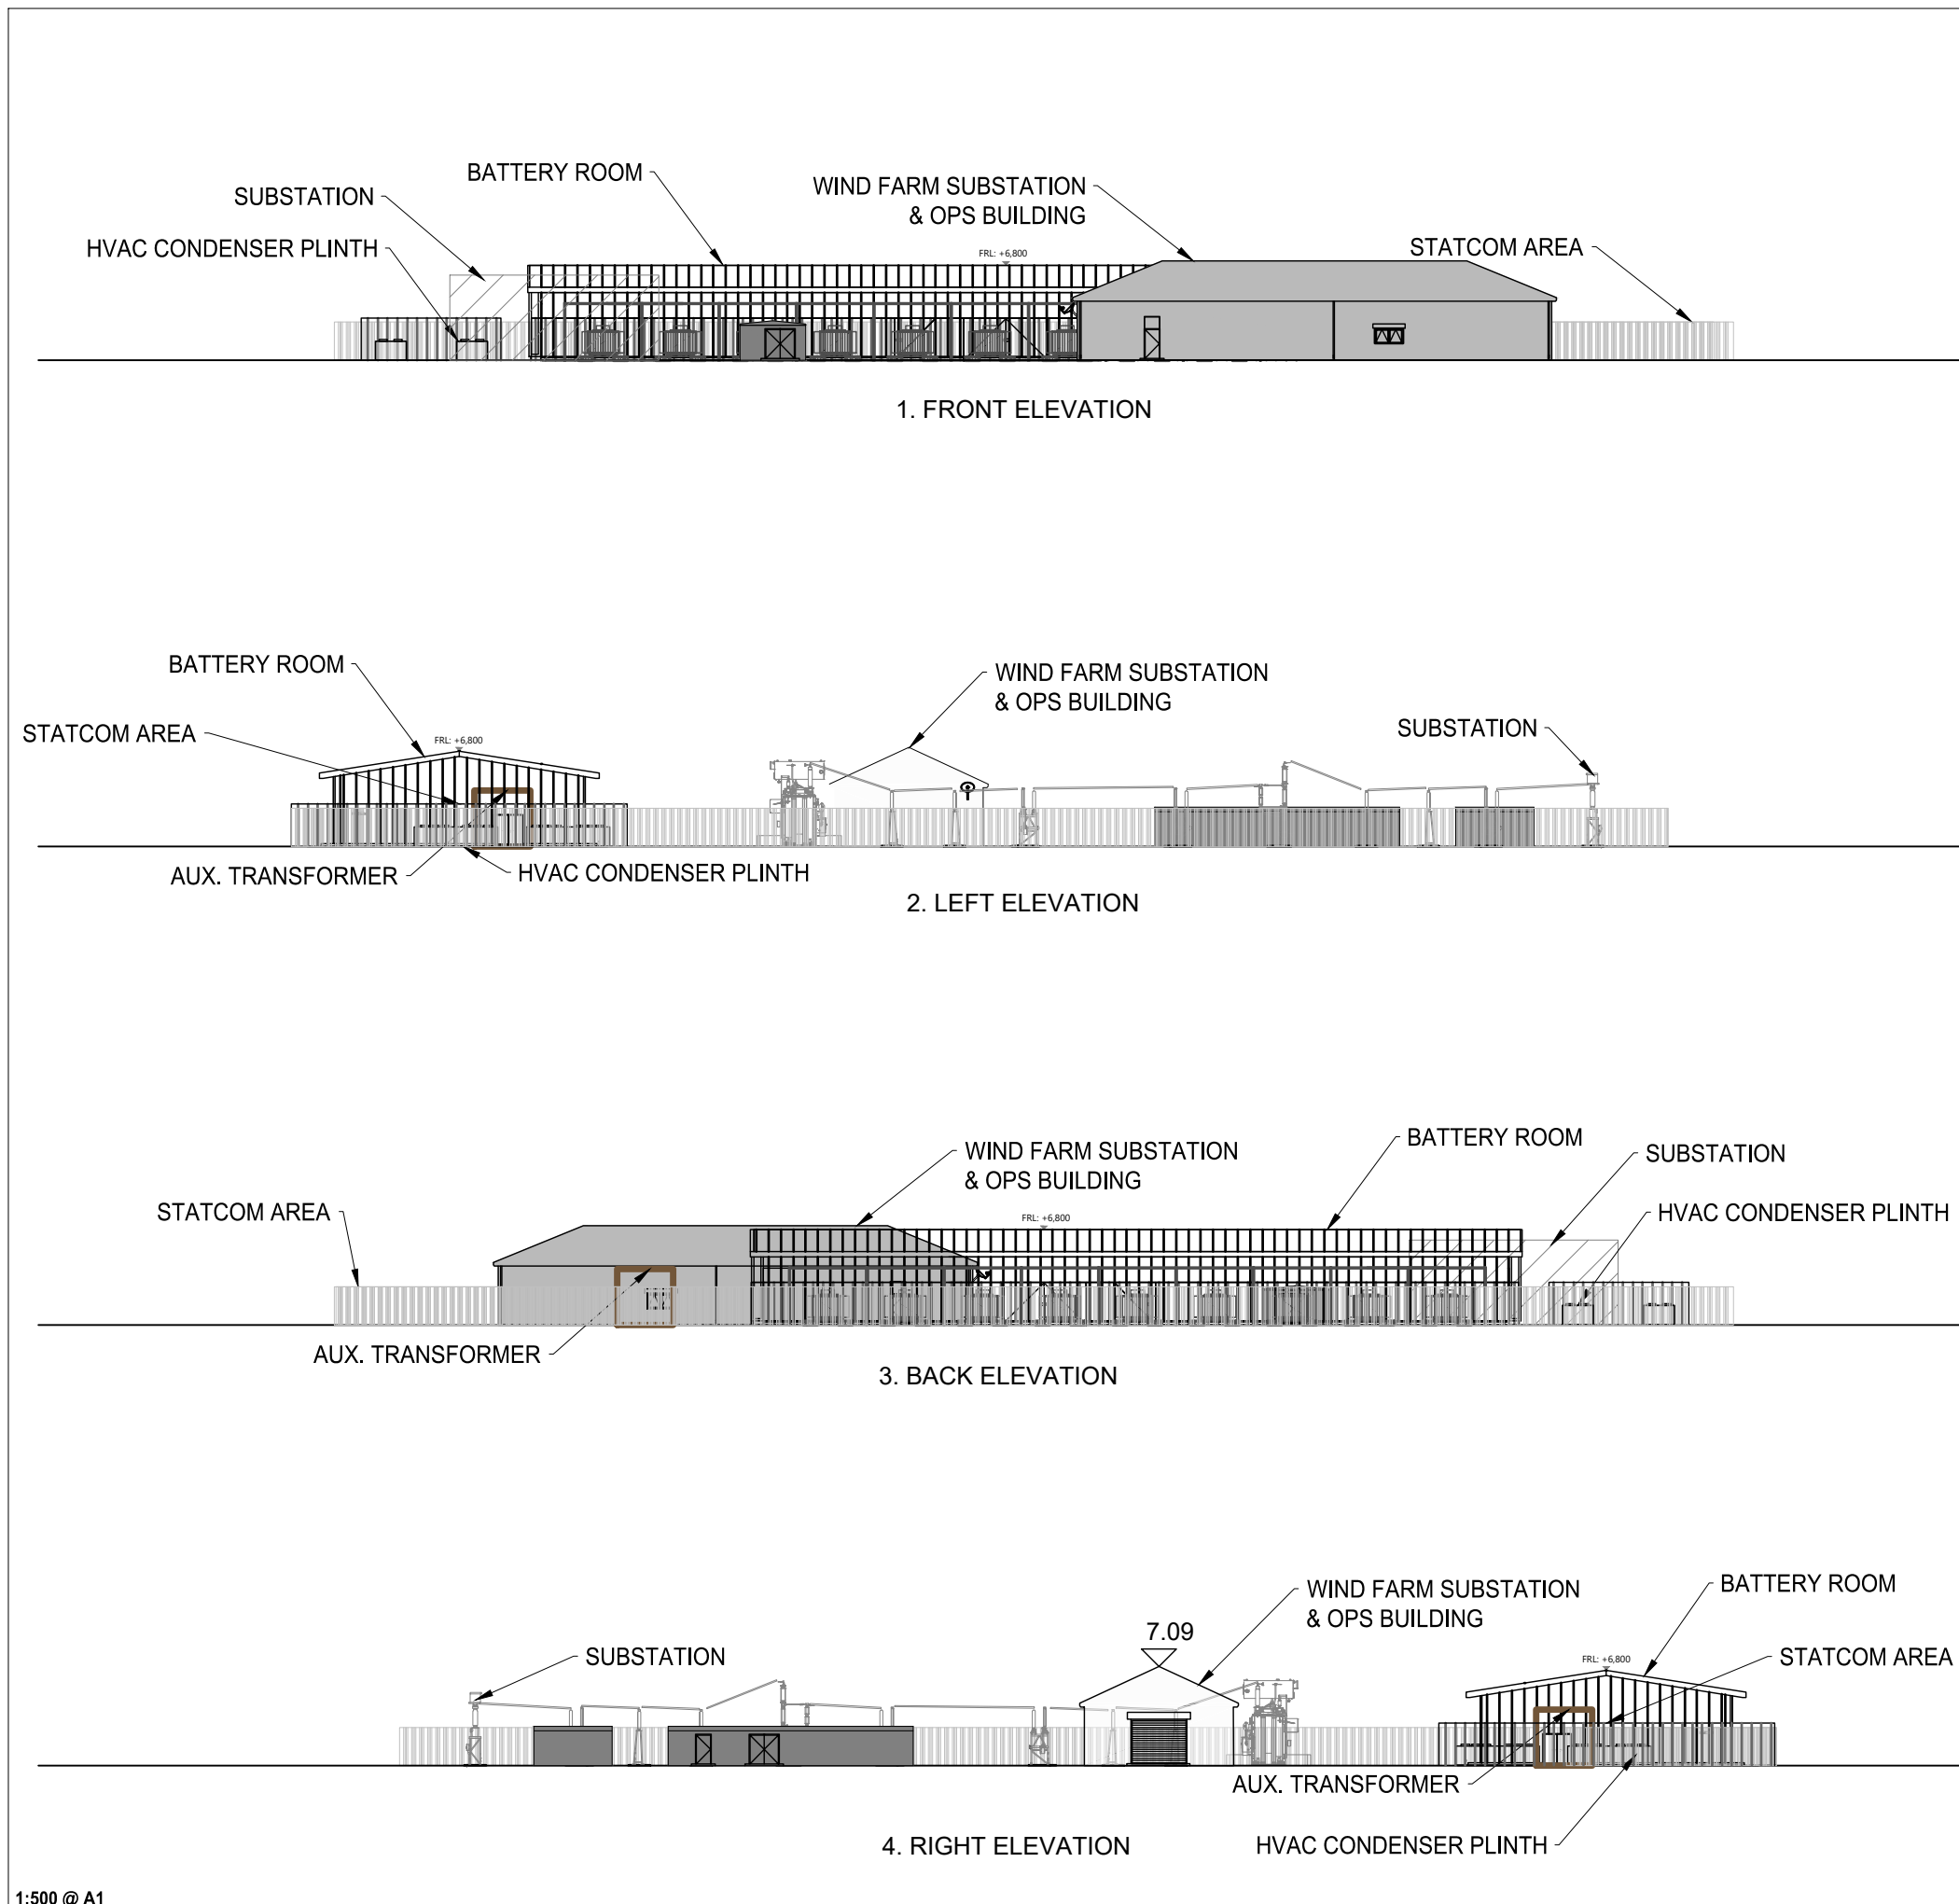 BATTERY ROOM
WIND FARM SUBSTATION
& OPS BUILDING
SUBSTATION
HVAC CONDENSER PLINTH
STATCOM AREA
FRL: +6,800
1. FRONT ELEVATION
BATTERY ROOM
WIND FARM SUBSTATION
& OPS BUILDING
STATCOM AREA
SUBSTATION
FRL: +6,800
AUX. TRANSFORMER
HVAC CONDENSER PLINTH
2. LEFT ELEVATION
WIND FARM SUBSTATION
& OPS BUILDING
BATTERY ROOM
SUBSTATION
STATCOM AREA
HVAC CONDENSER PLINTH
FRL: +6,800
AUX. TRANSFORMER
3. BACK ELEVATION
WIND FARM SUBSTATION
& OPS BUILDING
BATTERY ROOM
7.09
SUBSTATION
STATCOM AREA
FRL: +6,800
AUX. TRANSFORMER
HVAC CONDENSER PLINTH
4. RIGHT ELEVATION
1:500 @ A1